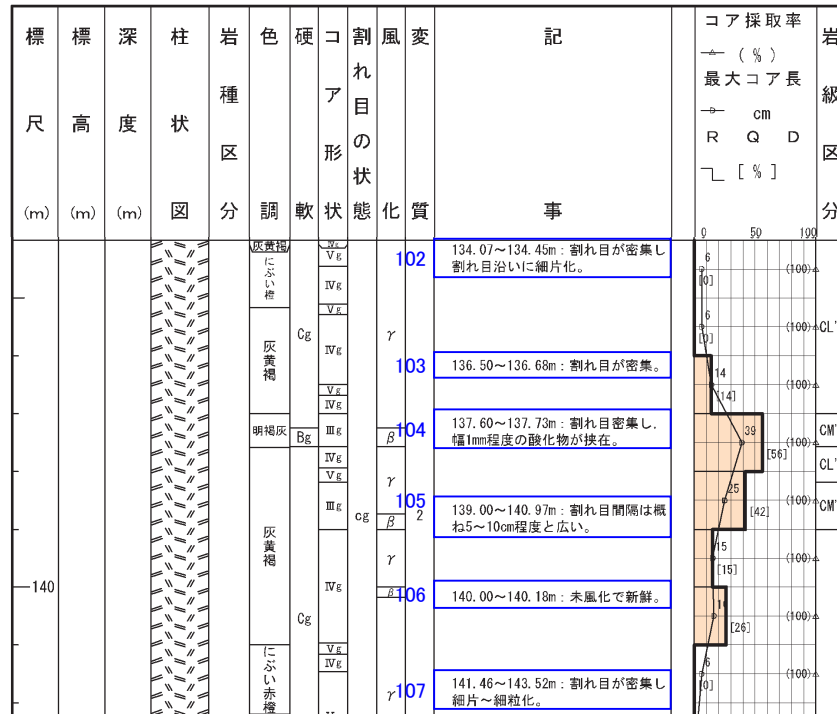 標尺(m)
標高(m)
深度(m)
柱状図
岩種区分
色調
硬軟
コア形状
割れ目の状態
風化
変質
記事
コア採取率
(%)
最大コア長
cm
RQD
[%]
岩級区分
0 50 100
灰黄褐
にぶい橙
灰黄褐
明褐灰
灰黄褐
にぶい赤橙
Cg
Bg
Cg
Ⅳg
Ⅴg
Ⅳg
Ⅴg
Ⅳg
Ⅴg
Ⅳg
Ⅲg
Ⅳg
Ⅴg
Ⅲg
Ⅳg
Ⅴg
Ⅳg
cg
γ
β
γ
β
γ
β
γ
2
140
102
134.07～134.45m：割れ目が密集し
割れ目沿いに細片化。
103
136.50～136.68m：割れ目が密集。
104
137.60～137.73m：割れ目密集し．
幅1mm程度の酸化物が挟在。
105
139.00～140.97m：割れ目間隔は概
ね5～10cm程度と広い。
106
140.00～140.18m：未風化で新鮮。
107
141.46～143.52m：割れ目が密集し
細片～細粒化。
6
[0]
(100)
6
[0]
(100)
14
[14]
(100)
39
[56]
(100)
25
[42]
(100)
15
[15]
(100)
[26]
(100)
6
[0]
(100)
CL'
CM'
CL'
CM'